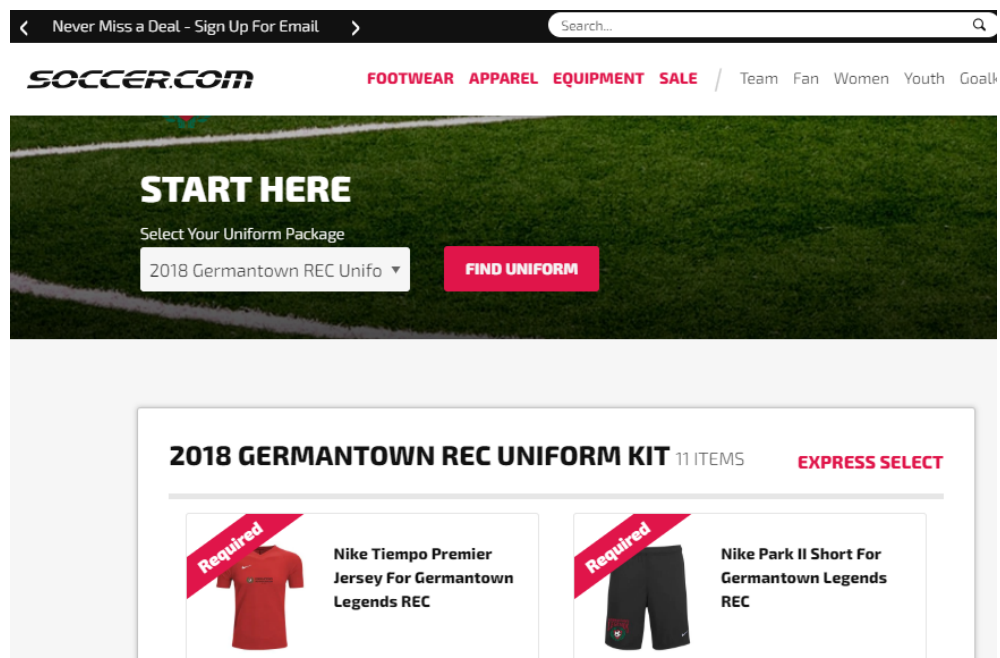 Never Miss a Deal - Sign Up For Email
Search...
SOCCER.COM
FOOTWEAR APPAREL EQUIPMENT SALE Team Fan Women Youth
START HERE
Select Your Uniform Package
2018 Germantown REC Unifo
FIND UNIFORM
2018 GERMANTOWN REC UNIFORM KIT 11 ITEMS
EXPRESS SELECT
Required
Nike Tiempo Premier
Jersey For Germantown
Legends REC
Required
Nike Park II Short For
Germantown Legends
REC